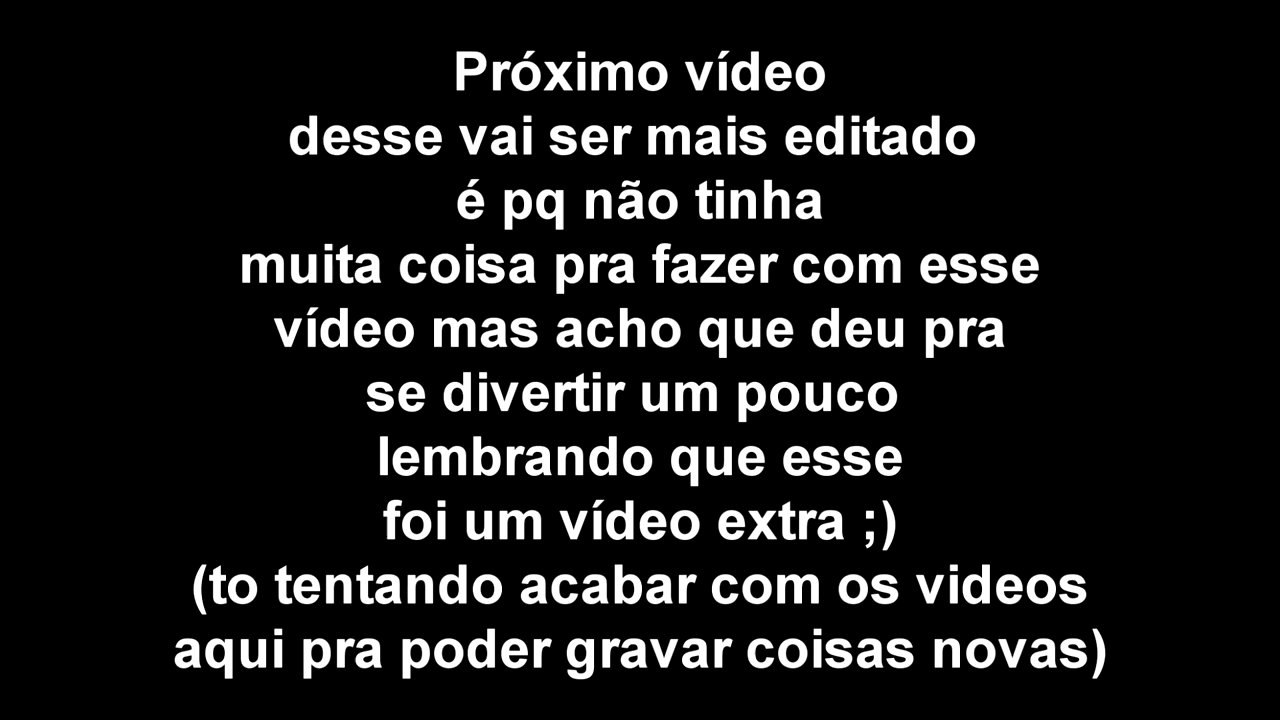 Próximo vídeo
desse vai ser mais editado
é pq não tinha
muita coisa pra fazer com esse
vídeo mas acho que deu pra
se divertir um pouco
lembrando que esse
foi um vídeo extra ;)
(to tentando acabar com os videos
aqui pra poder gravar coisas novas)